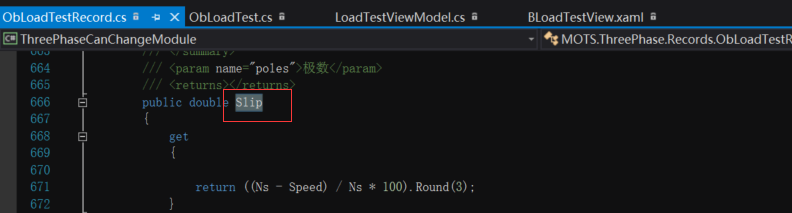 ObLoadTestRecord.cs ObLoadTest.cs LoadTestViewModel.cs BLoadTestView.xaml
ThreePhaseCanChangeModule MOTS.ThreePhase.Records.ObLoadTestR
663 /// </summary>
664 /// <param name="poles">极数</param>
665 /// <returns></returns>
666 public double Slip
667 {
668 get
669 {
670
671 return ((Ns - Speed) / Ns * 100).Round(3);
672 }